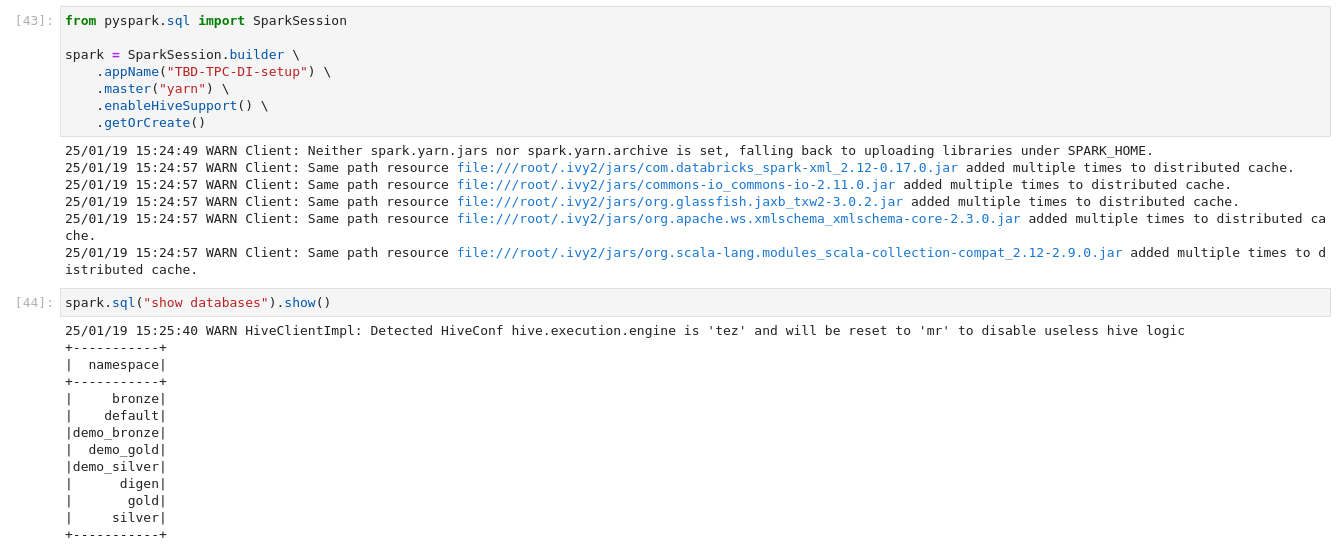 [43]:
from pyspark.sql import SparkSession

spark = SparkSession.builder \
    .appName("TBD-TPC-DI-setup") \
    .master("yarn") \
    .enableHiveSupport() \
    .getOrCreate()
25/01/19 15:24:49 WARN Client: Neither spark.yarn.jars nor spark.yarn.archive is set, falling back to uploading libraries under SPARK_HOME.
25/01/19 15:24:57 WARN Client: Same path resource file:///root/.ivy2/jars/com.databricks_spark-xml_2.12-0.17.0.jar added multiple times to distributed cache.
25/01/19 15:24:57 WARN Client: Same path resource file:///root/.ivy2/jars/commons-io_commons-io-2.11.0.jar added multiple times to distributed cache.
25/01/19 15:24:57 WARN Client: Same path resource file:///root/.ivy2/jars/org.glassfish.jaxb_txw2-3.0.2.jar added multiple times to distributed cache.
25/01/19 15:24:57 WARN Client: Same path resource file:///root/.ivy2/jars/org.apache.ws.xmlschema_xmlschema-core-2.3.0.jar added multiple times to distributed ca
che.
25/01/19 15:24:57 WARN Client: Same path resource file:///root/.ivy2/jars/org.scala-lang.modules_scala-collection-compat_2.12-2.9.0.jar added multiple times to d
istributed cache.
[44]:
spark.sql("show databases").show()
25/01/19 15:25:40 WARN HiveClientImpl: Detected HiveConf hive.execution.engine is 'tez' and will be reset to 'mr' to disable useless hive logic
+-----------+
|  namespace|
+-----------+
|     bronze|
|    default|
|demo_bronze|
|  demo_gold|
|demo_silver|
|      digen|
|       gold|
|     silver|
+-----------+